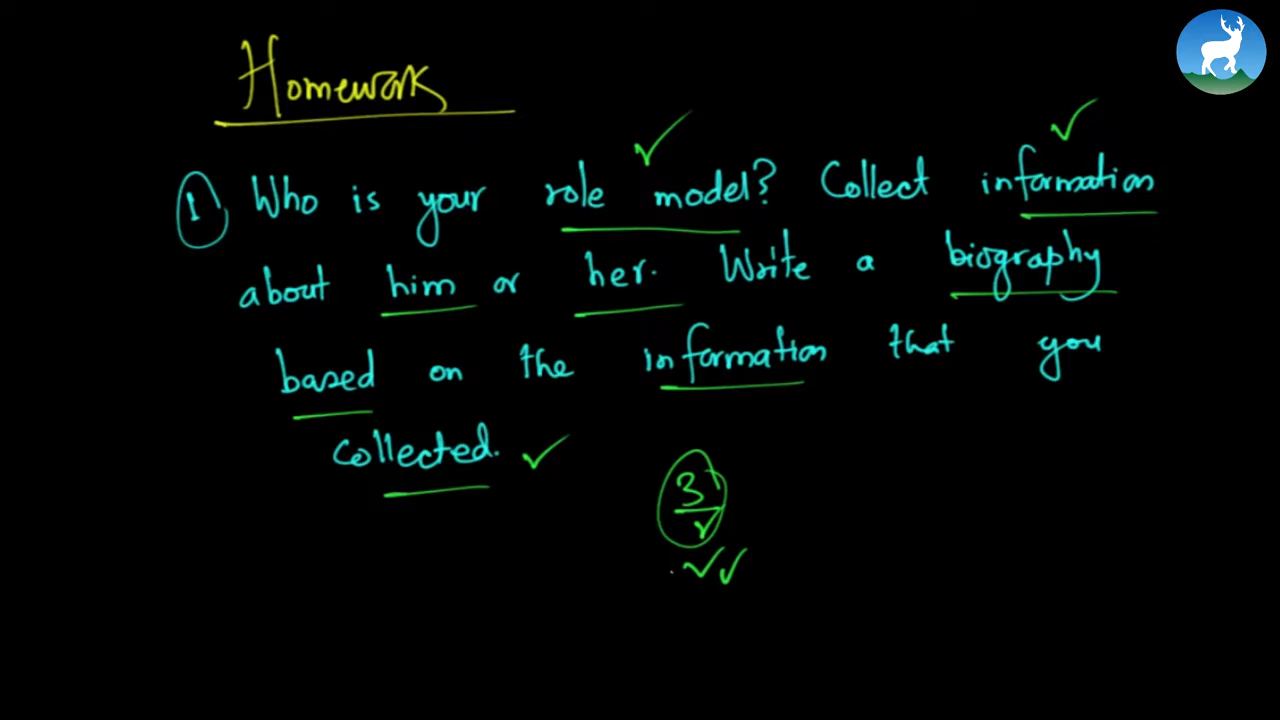 Homework
1 Who is your role model? Collect information
about him or her. Write a biography
based on the information that you
collected.
3